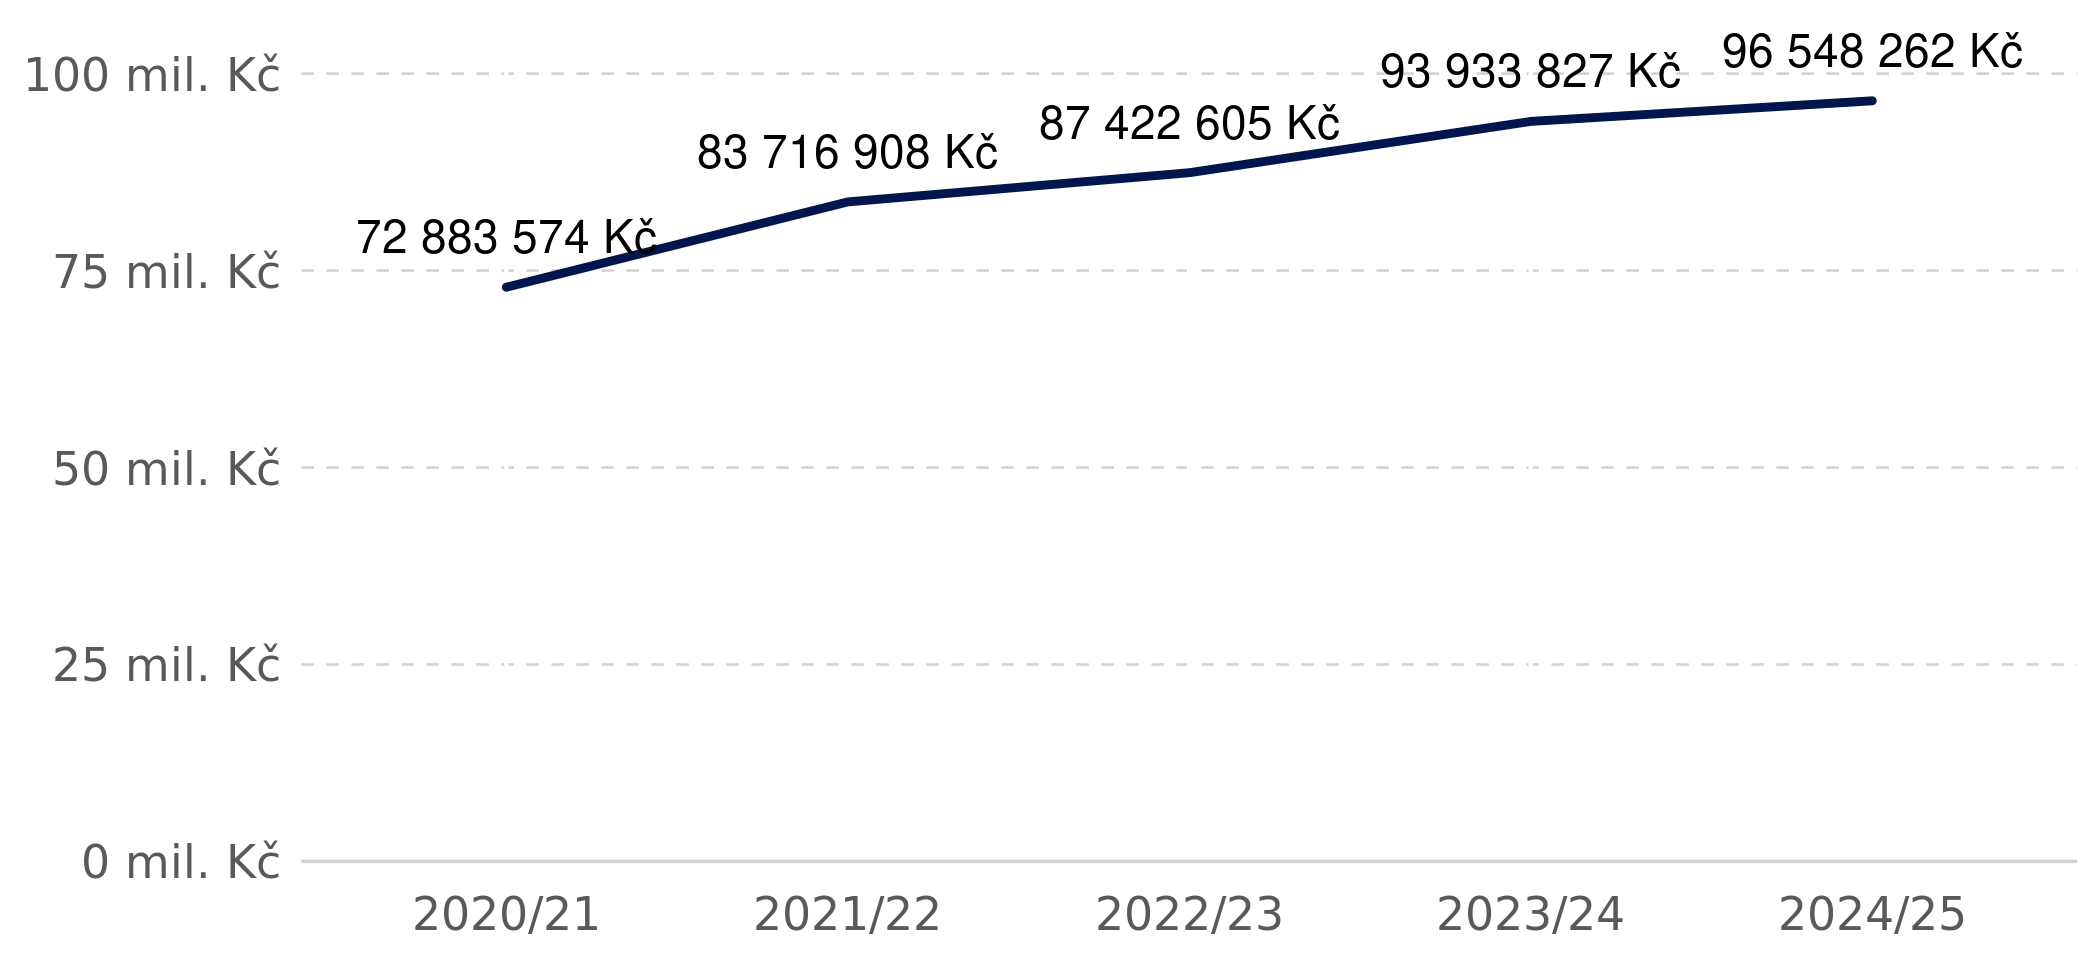 96 548 262 Kč
100 mil. Kč
93 933 827 Kč
87 422 605 Kč
83 716 908 Kč
72 883 574 Kč
75 mil. Kč
50 mil. Kč
25 mil. Kč
0 mil. Kč
2020/21
2021/22
2022/23
2023/24
2024/25